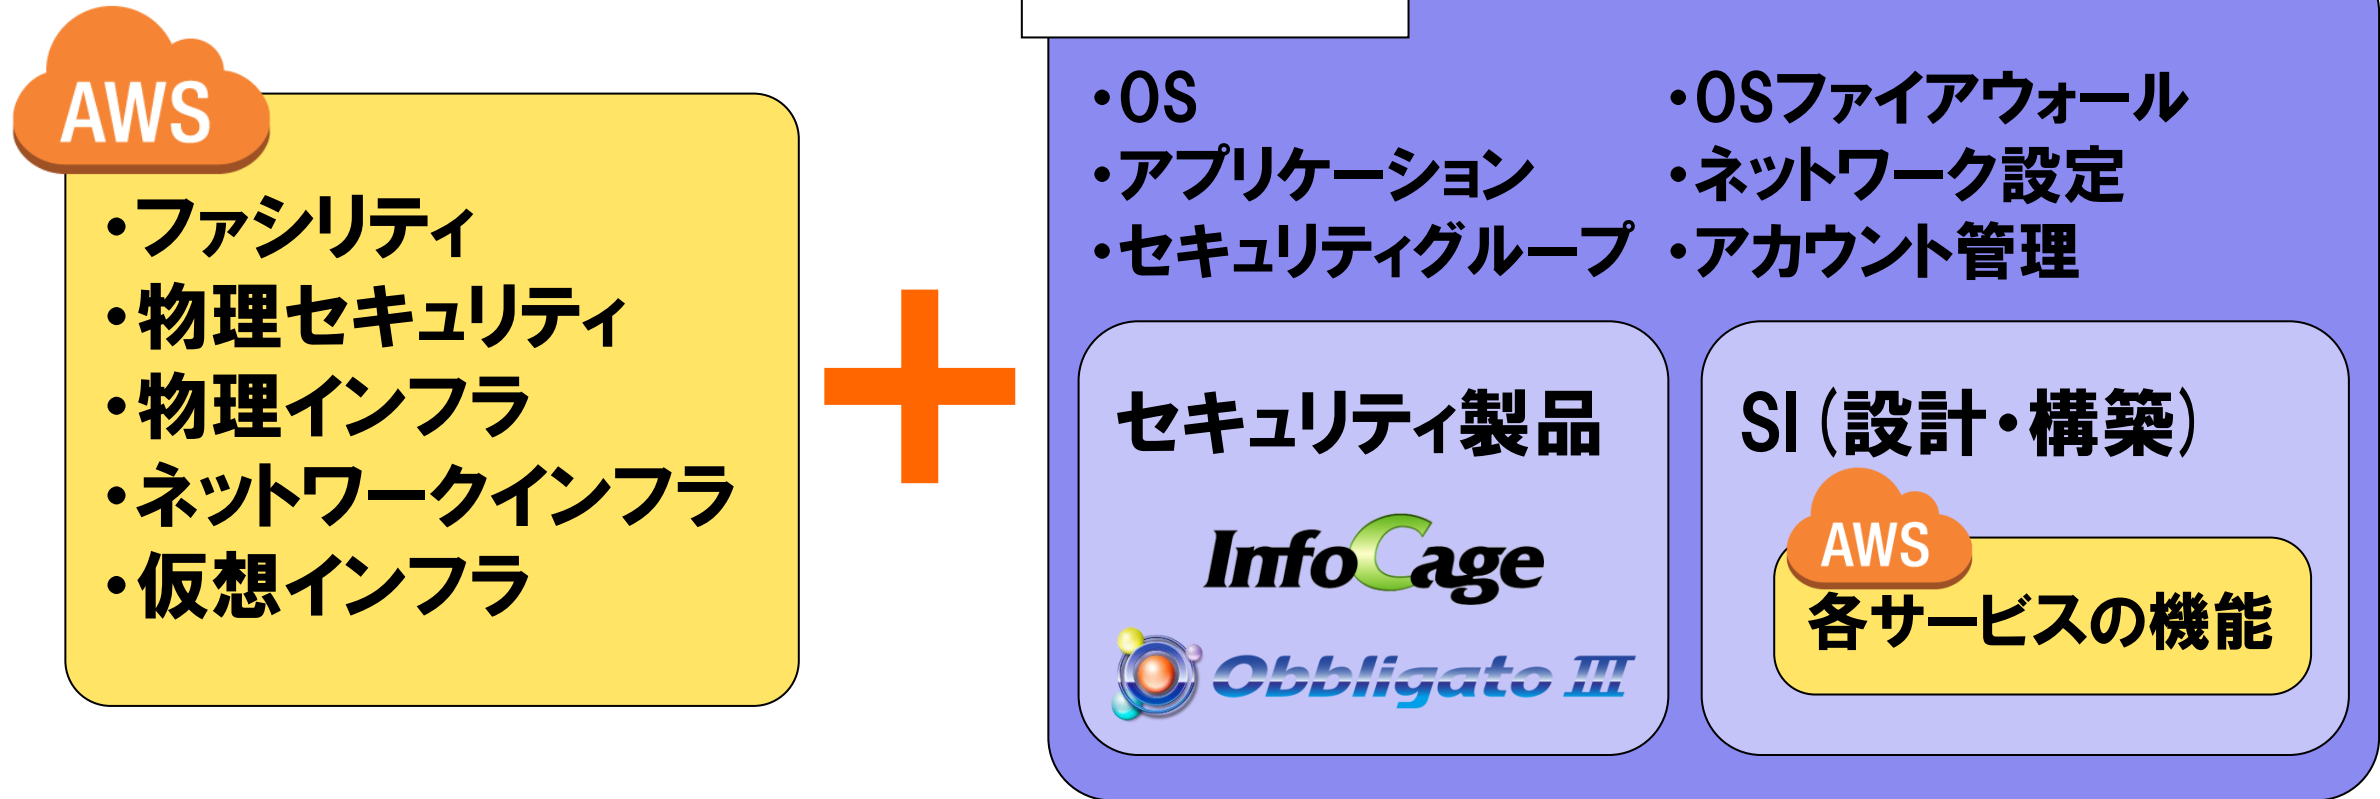 AWS
・ファシリティ
・物理セキュリティ
・物理インフラ
・ネットワークインフラ
・仮想インフラ
・OS
・アプリケーション
・セキュリティグループ
・OSファイアウォール
・ネットワーク設定
・アカウント管理
セキュリティ製品
InfoCage
Obbligato III
SI(設計・構築)
AWS
各サービスの機能